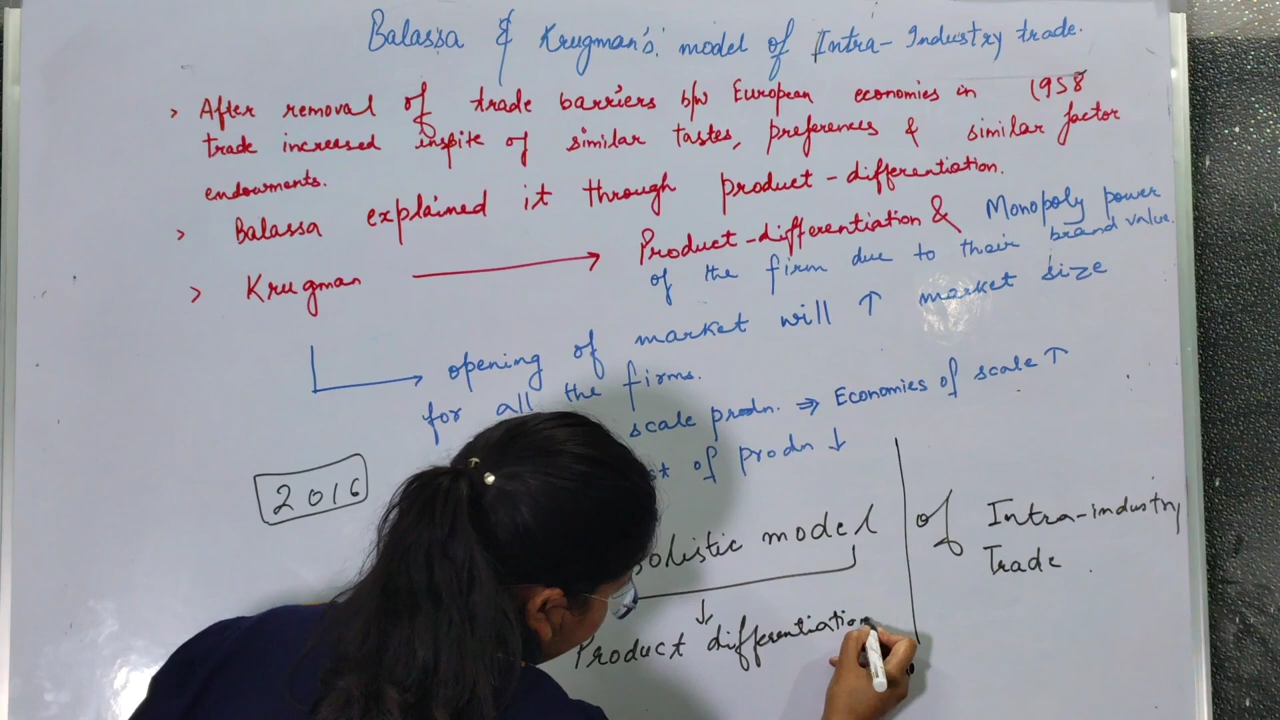 Balassa & Krugman's model of Intra-Industry trade.
> After removal of trade barriers b/w European economies in 1958
trade increased inspite of similar tastes, preferences & similar factor
endowments.
> Balassa explained it through product-differentiation.
> Krugman → Product-differentiation & Monopoly power
of the firm due to their brand value.
opening of market will ↑ market size
for all the firms.
scale prodn. ⇒ Economies of scale ↑
of prodn ↓
2016
model of Intra-industry
Trade.
↓
Product differentiation